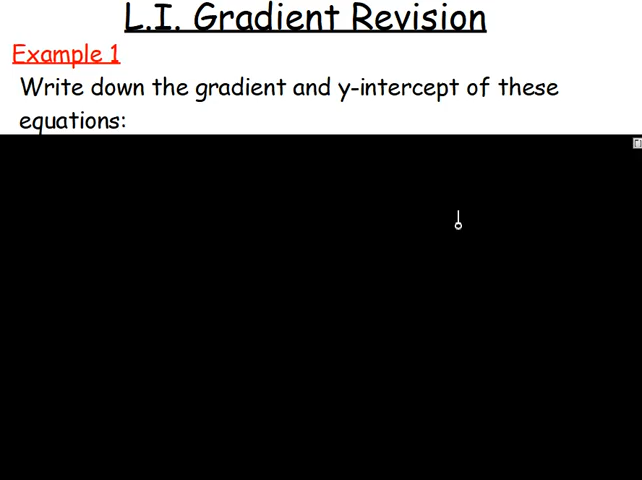 L.I. Gradient Revision
Example 1
Write down the gradient and y-intercept of these
equations: